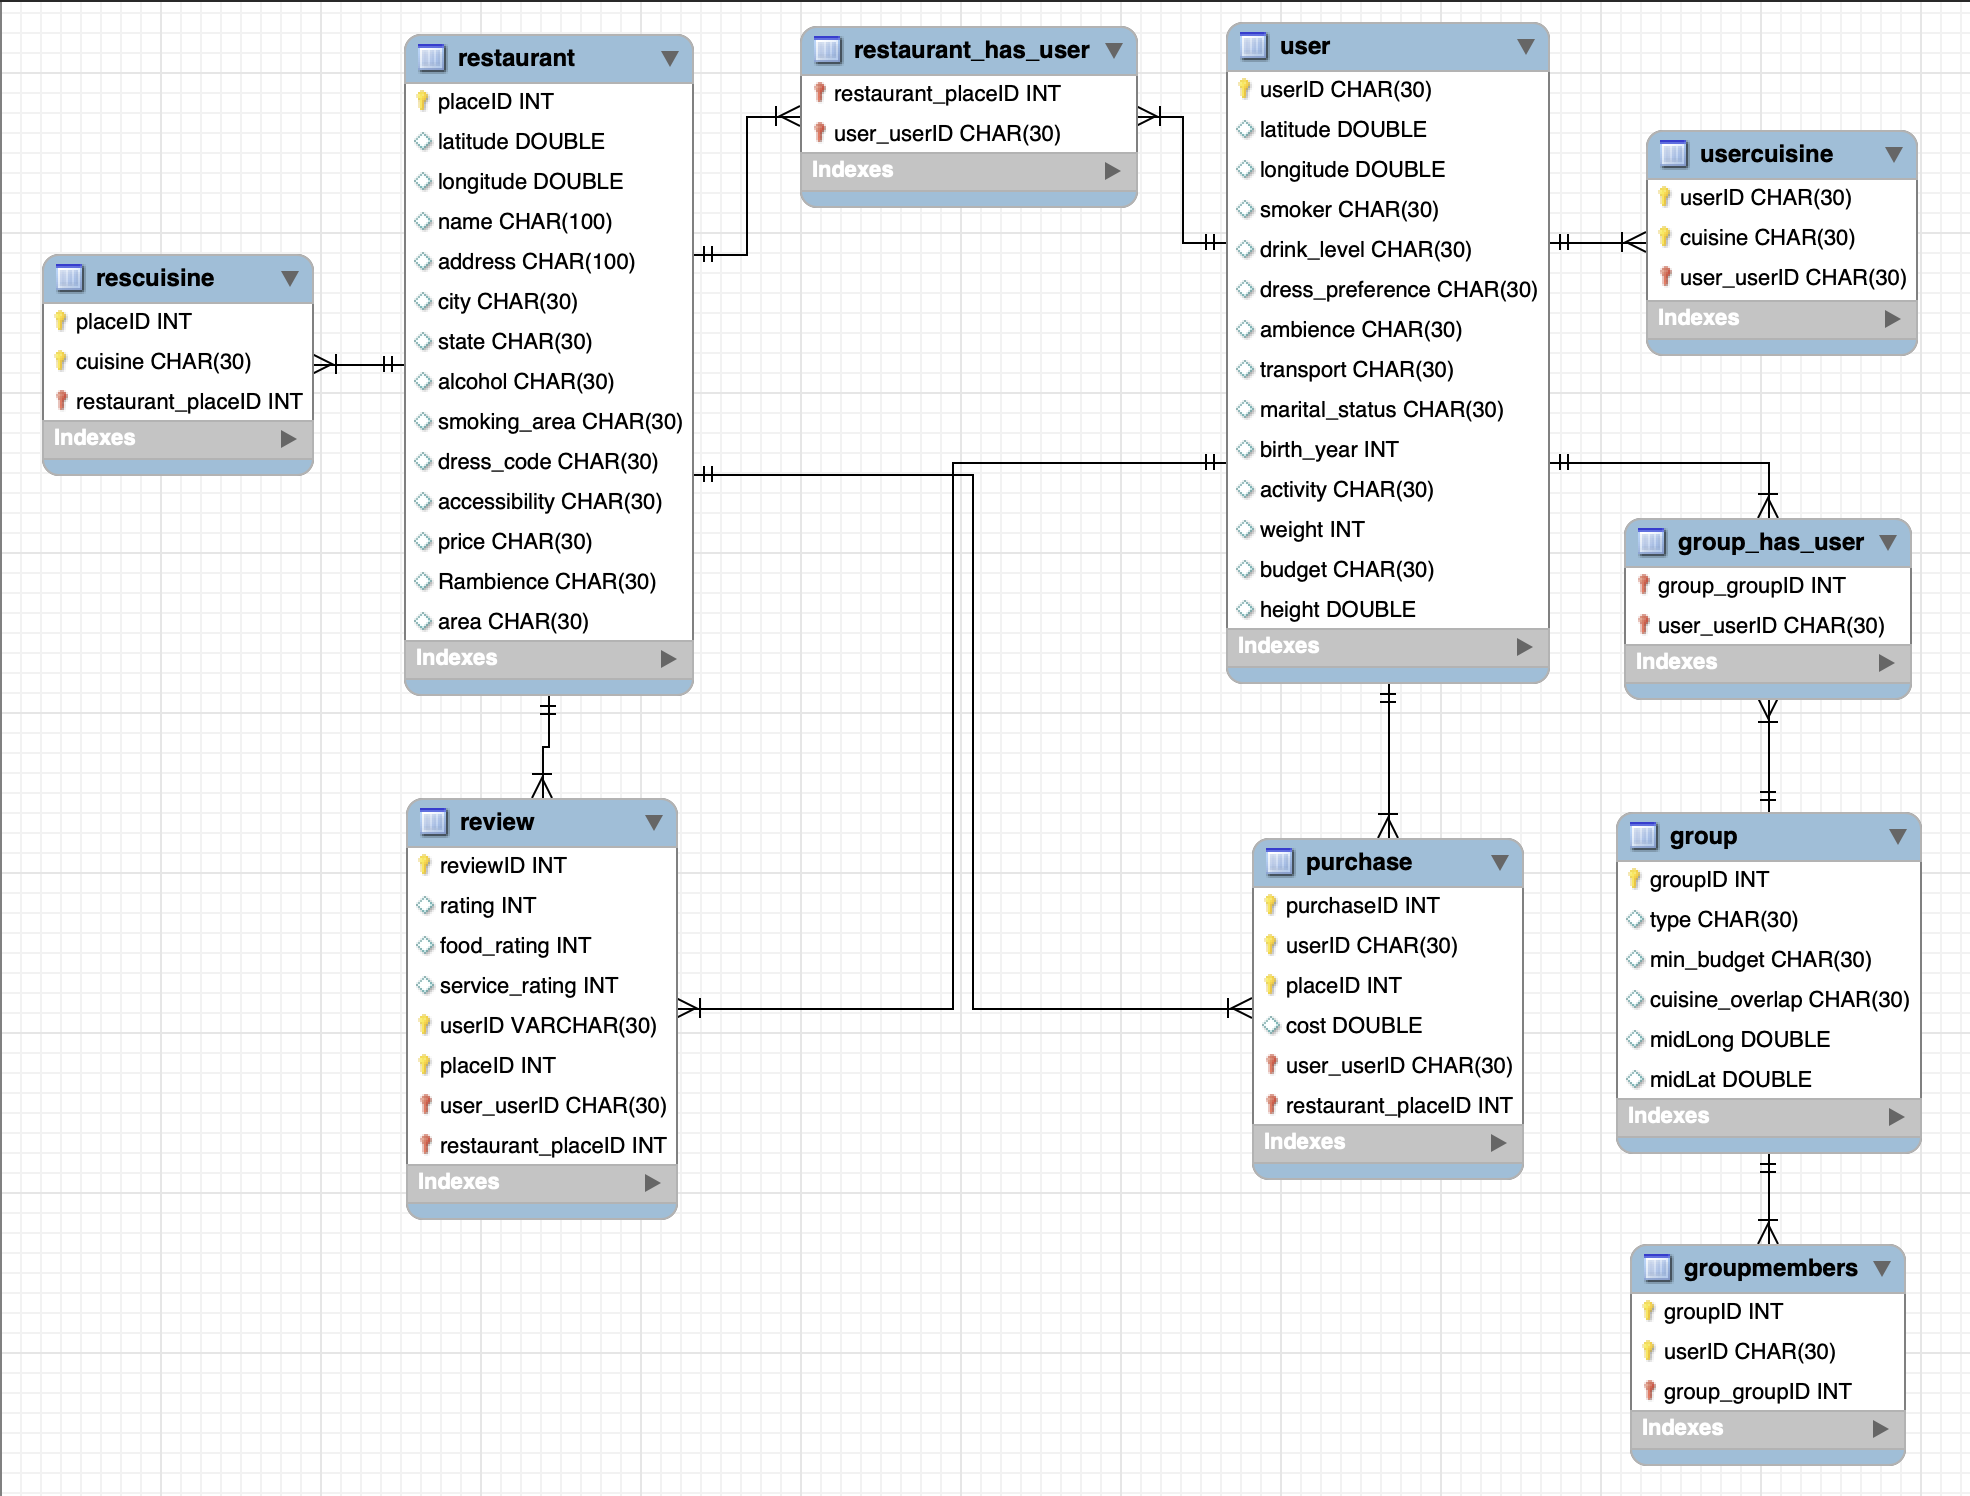 restaurant
placeID INT
latitude DOUBLE
longitude DOUBLE
name CHAR(100)
address CHAR(100)
city CHAR(30)
state CHAR(30)
alcohol CHAR(30)
smoking_area CHAR(30)
dress_code CHAR(30)
accessibility CHAR(30)
price CHAR(30)
Rambience CHAR(30)
area CHAR(30)
Indexes
restaurant_has_user
restaurant_placeID INT
user_userID CHAR(30)
Indexes
user
userID CHAR(30)
latitude DOUBLE
longitude DOUBLE
smoker CHAR(30)
drink_level CHAR(30)
dress_preference CHAR(30)
ambience CHAR(30)
transport CHAR(30)
marital_status CHAR(30)
birth_year INT
activity CHAR(30)
weight INT
budget CHAR(30)
height DOUBLE
Indexes
usercuisine
userID CHAR(30)
cuisine CHAR(30)
user_userID CHAR(30)
Indexes
rescuisine
placeID INT
cuisine CHAR(30)
restaurant_placeID INT
Indexes
group_has_user
group_groupID INT
user_userID CHAR(30)
Indexes
review
reviewID INT
rating INT
food_rating INT
service_rating INT
userID VARCHAR(30)
placeID INT
user_userID CHAR(30)
restaurant_placeID INT
Indexes
purchase
purchaseID INT
userID CHAR(30)
placeID INT
cost DOUBLE
user_userID CHAR(30)
restaurant_placeID INT
Indexes
group
groupID INT
type CHAR(30)
min_budget CHAR(30)
cuisine_overlap CHAR(30)
midLong DOUBLE
midLat DOUBLE
Indexes
groupmembers
groupID INT
userID CHAR(30)
group_groupID INT
Indexes